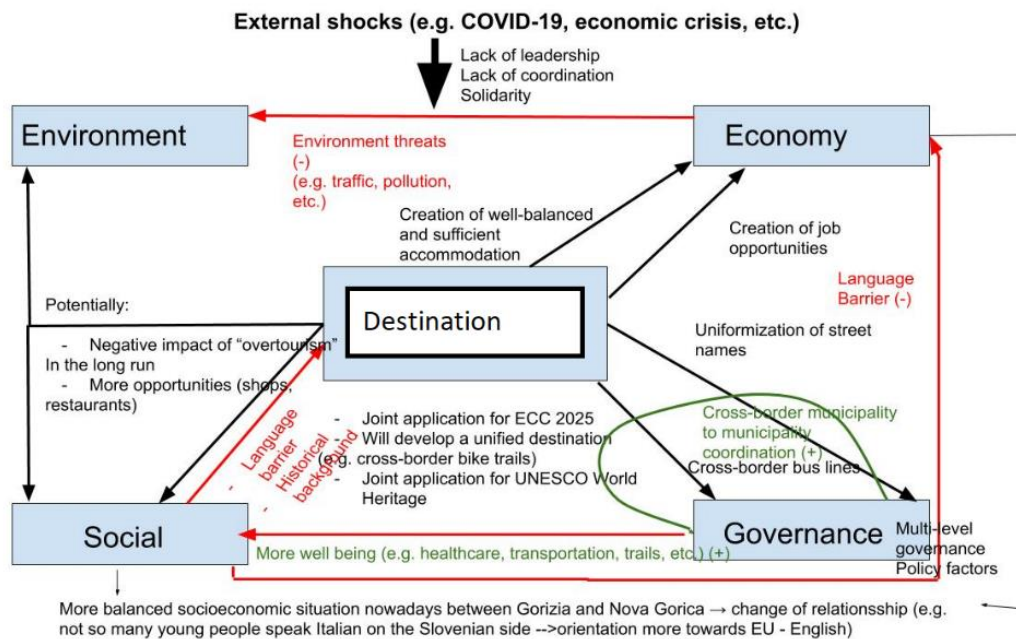 External shocks (e.g. COVID-19, economic crisis, etc.)
Lack of leadership
Lack of coordination
Solidarity
Environment
Economy
Environment threats
(-)
(e.g. traffic, pollution,
etc.)
Creation of well-balanced
and sufficient
accommodation
Creation of job
opportunities
Language
Barrier (-)
Potentially:
- Negative impact of “overtourism”
In the long run
- More opportunities (shops,
restaurants)
Destination
Uniformization of street
names
- Language
barrier
- Historical
background
- Joint application for ECC 2025
- Will develop a unified destination
(e.g. cross-border bike trails)
- Joint application for UNESCO World
Heritage
Cross-border municipality
to municipality
coordination (+)
Cross-border bus lines
Social
Governance
Multi-level
governance
Policy factors
More well being (e.g. healthcare, transportation, trails, etc.) (+)
More balanced socioeconomic situation nowadays between Gorizia and Nova Gorica → change of relationsship (e.g.
not so many young people speak Italian on the Slovenian side -->orientation more towards EU - English)